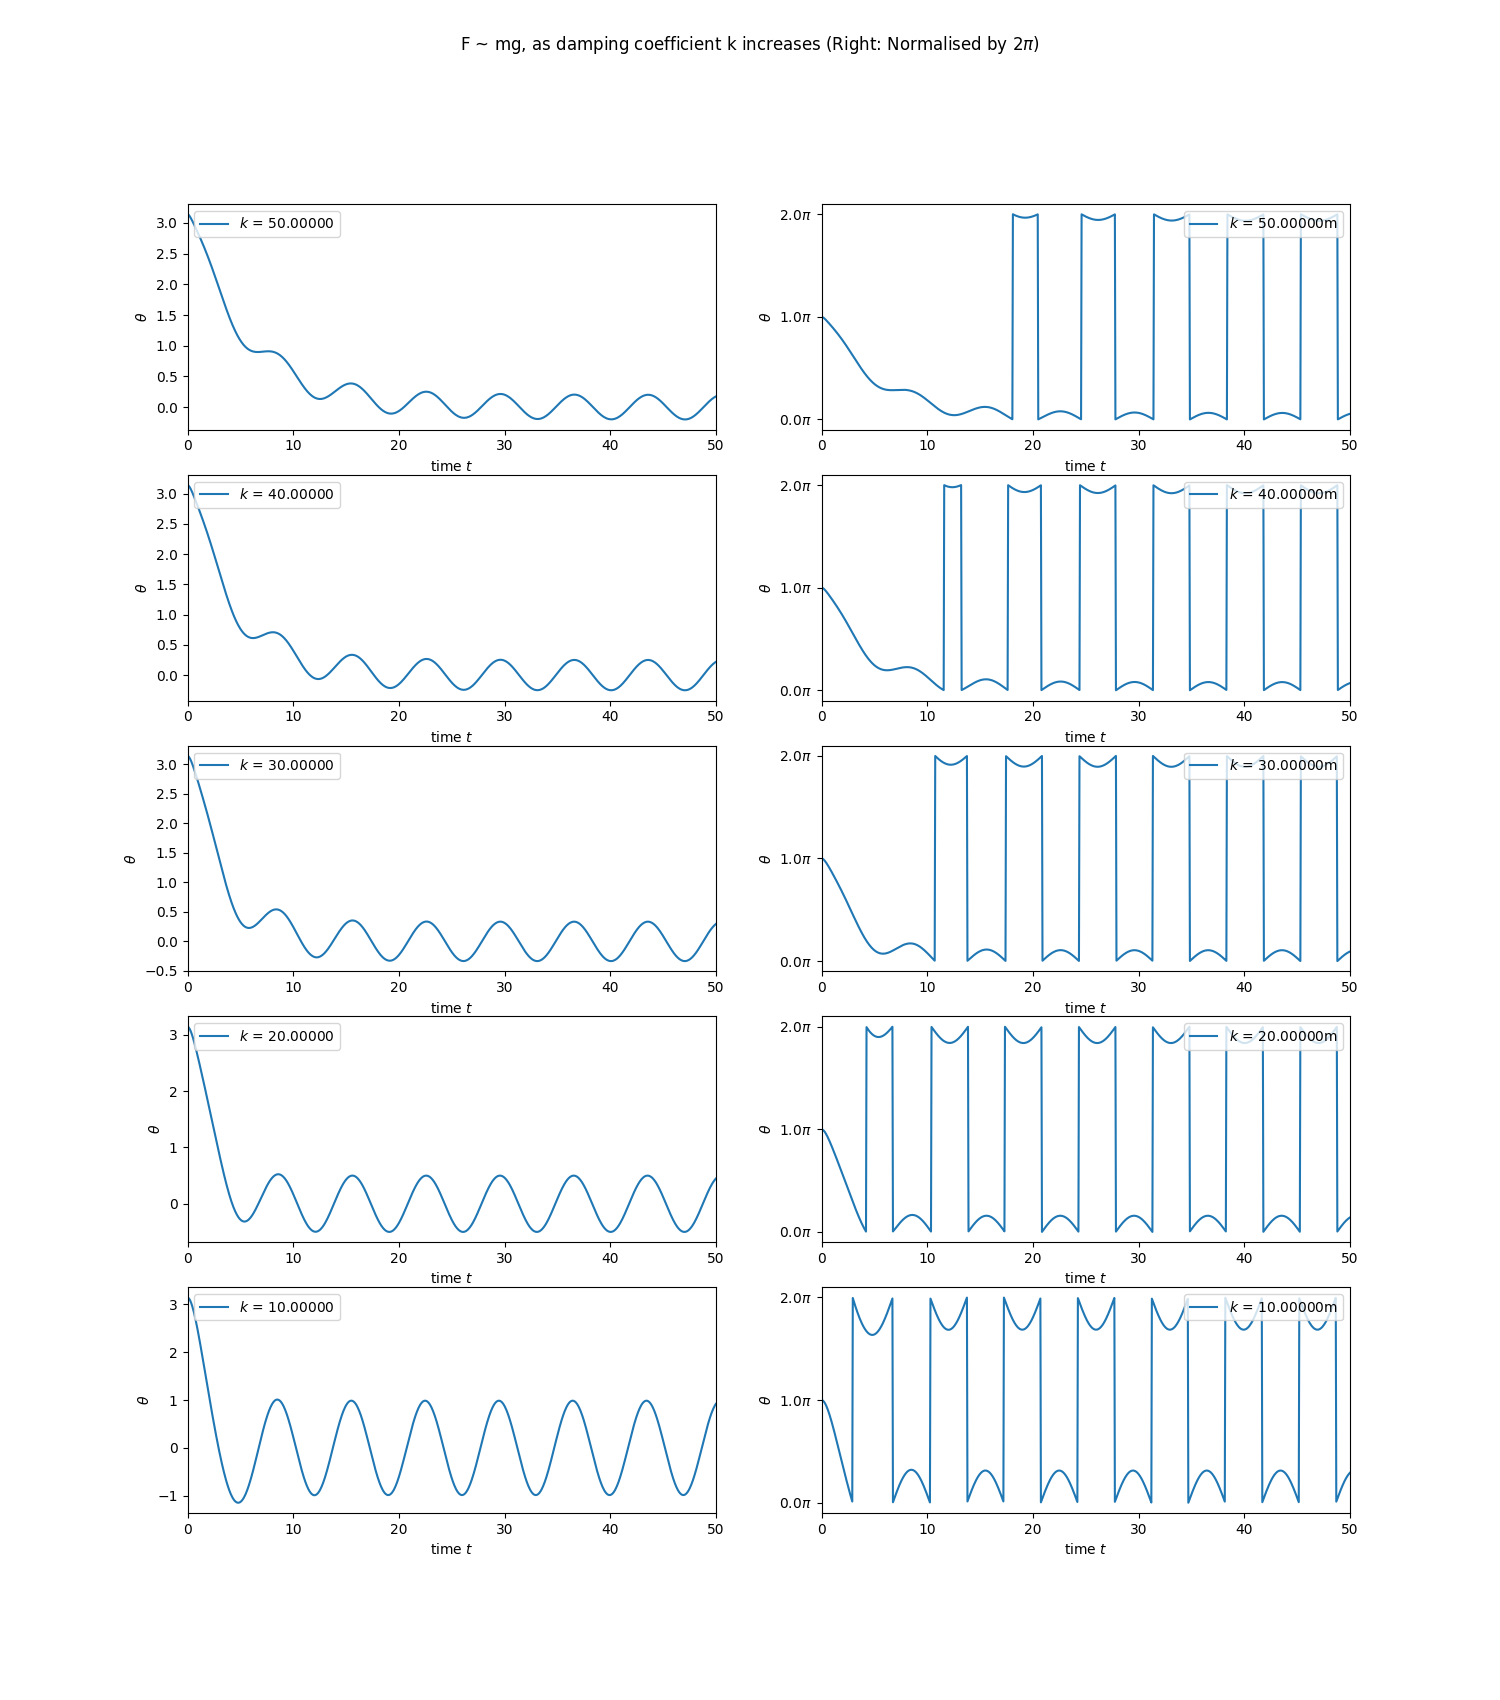 F ~ mg, as damping coefficient k increases (Right: Normalised by 2π)
k = 50.00000
3.0
2.5
2.0
1.5
1.0
0.5
0.0
θ
0 10 20 30 40 50
time t
k = 50.00000m
2.0π
1.0π
0.0π
θ
0 10 20 30 40 50
time t
k = 40.00000
3.0
2.5
2.0
1.5
1.0
0.5
0.0
θ
0 10 20 30 40 50
time t
k = 40.00000m
2.0π
1.0π
0.0π
θ
0 10 20 30 40 50
time t
k = 30.00000
3.0
2.5
2.0
1.5
1.0
0.5
0.0
−0.5
θ
0 10 20 30 40 50
time t
k = 30.00000m
2.0π
1.0π
0.0π
θ
0 10 20 30 40 50
time t
k = 20.00000
3
2
1
0
θ
0 10 20 30 40 50
time t
k = 20.00000m
2.0π
1.0π
0.0π
θ
0 10 20 30 40 50
time t
k = 10.00000
3
2
1
0
−1
θ
0 10 20 30 40 50
time t
k = 10.00000m
2.0π
1.0π
0.0π
θ
0 10 20 30 40 50
time t